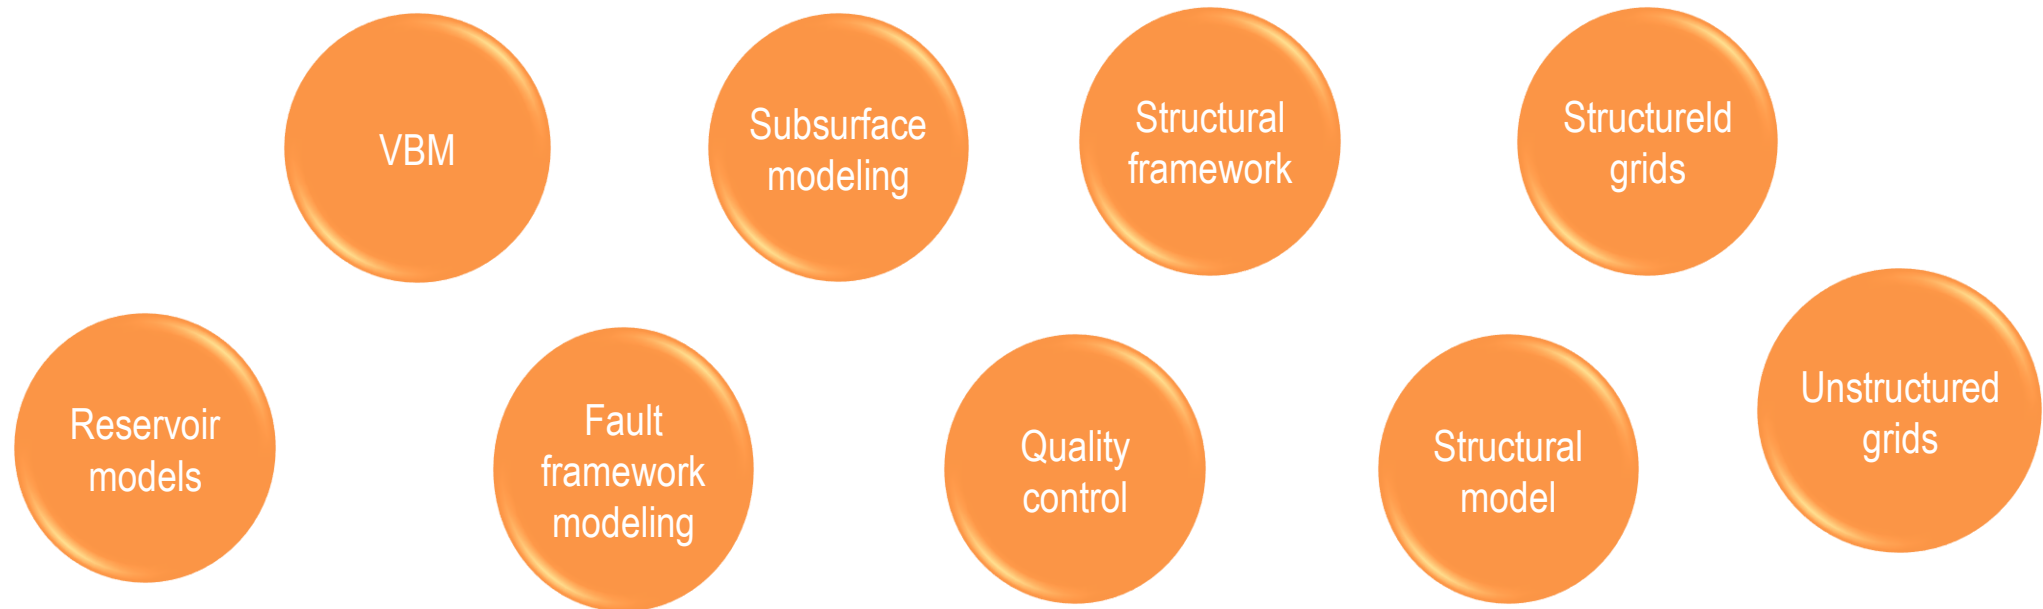 VBM
Subsurface
modeling
Structural
framework
Structureld
grids
Reservoir
models
Fault
framework
modeling
Quality
control
Structural
model
Unstructured
grids